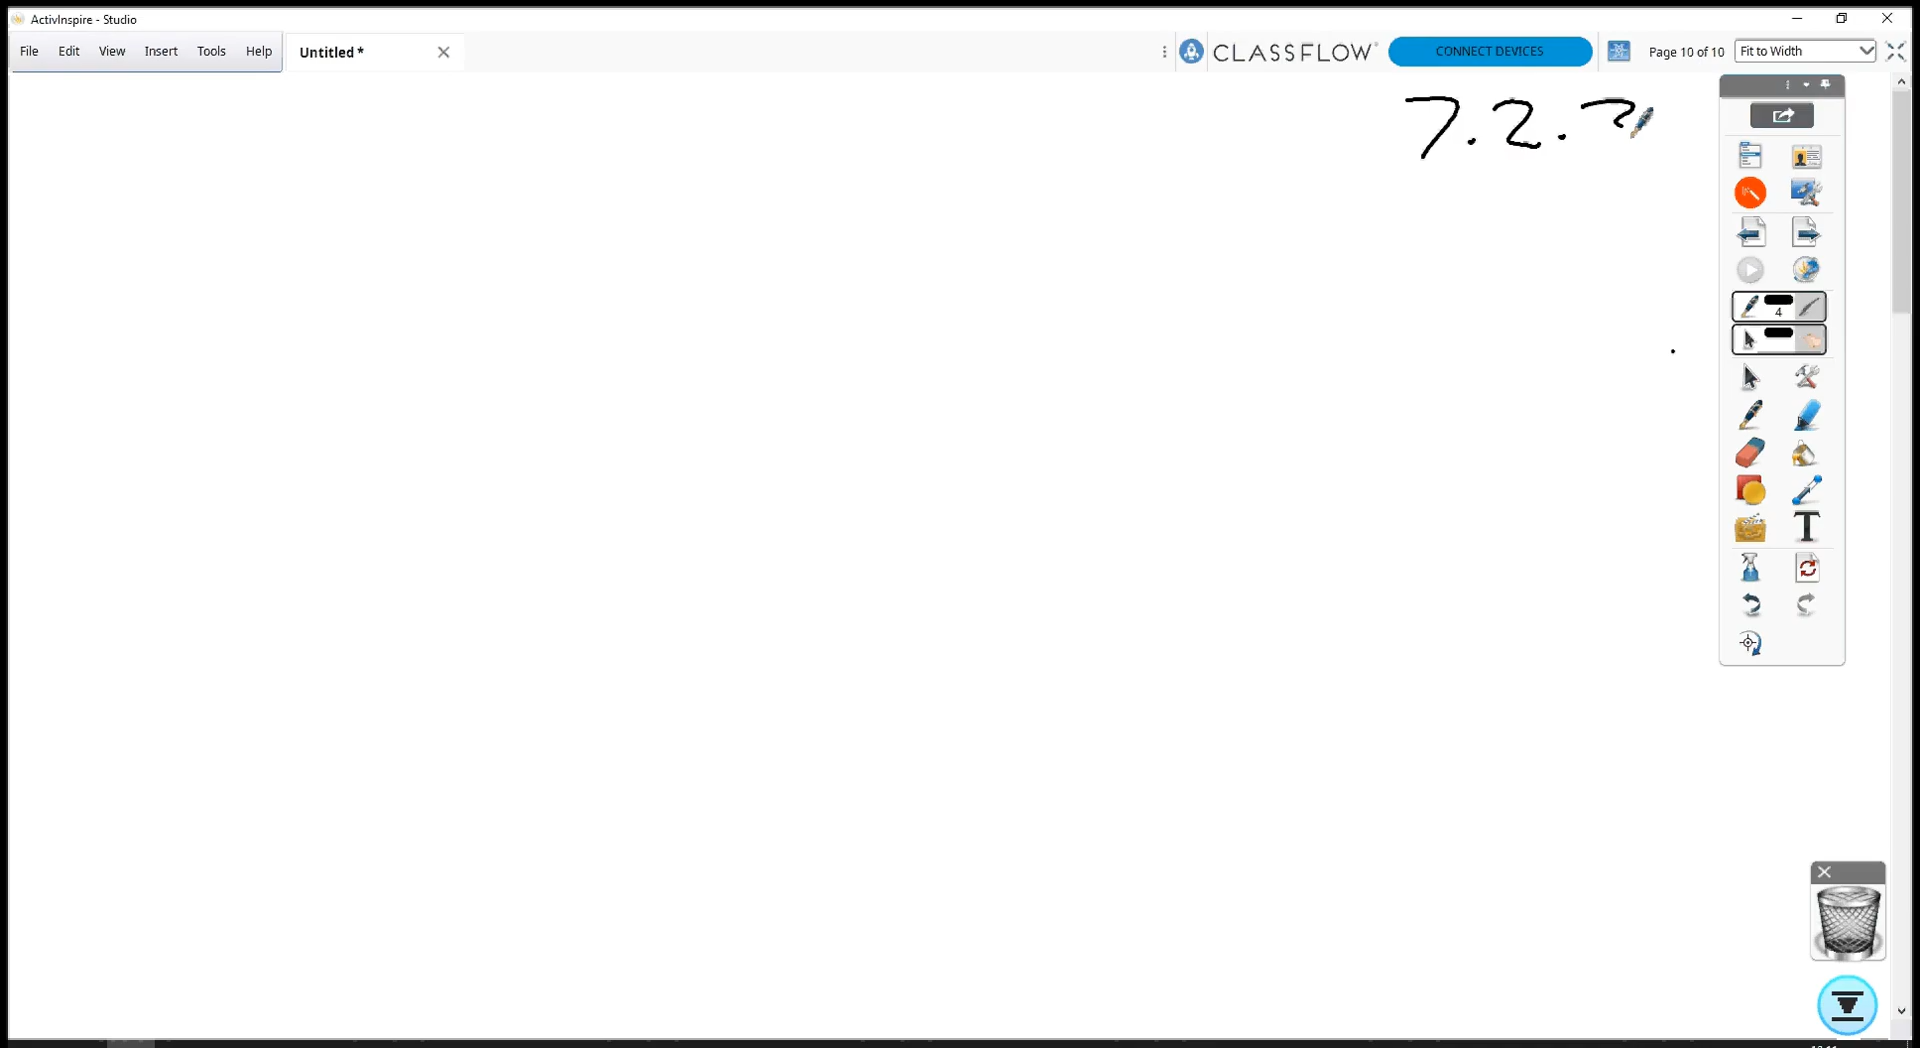 ActivInspire - Studio
File Edit View Insert Tools Help Untitled * CLASSFLOW CONNECT DEVICES Page 10 of 10 Fit to Width
7.2.
4